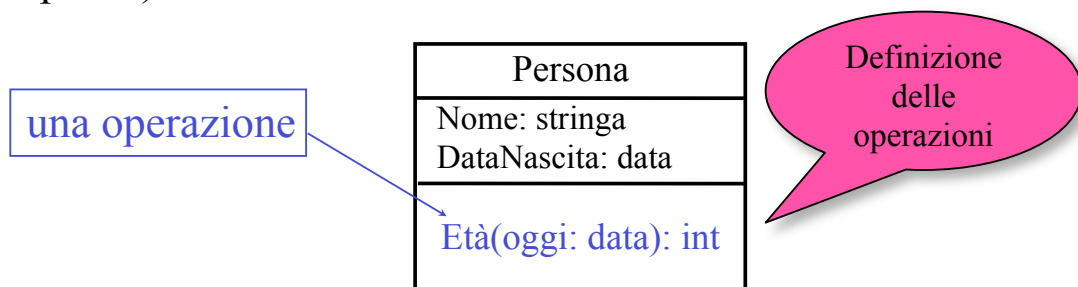 una operazione
Persona
Nome: stringa
DataNascita: data
Età(oggi: data): int
Definizione
delle
operazioni